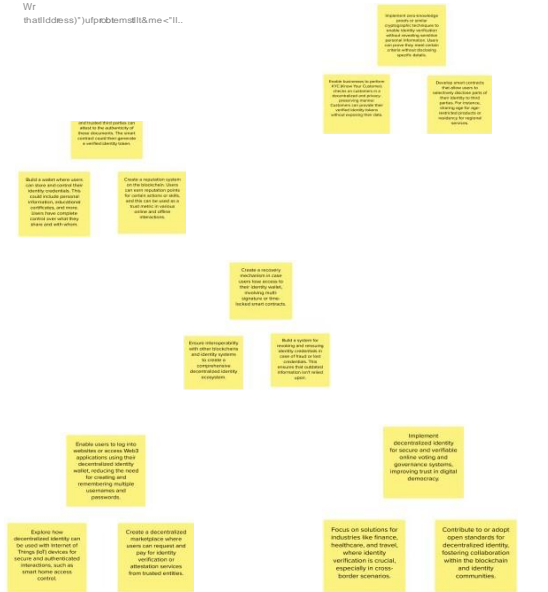 Wr
Implement zero-knowledge
proofs or similar
cryptographic techniques to
enable identity verification
without revealing sensitive
personal information. Users
can prove they meet certain
criteria without disclosing
specific details.
Enable businesses to perform
KYC (Know Your Customer)
checks on customers in a
decentralized and privacy-
preserving manner.
Customers can provide their
verified identity tokens
without exposing their data.
Develop smart contracts
that allow users to
selectively disclose parts of
their identity to third
parties. For instance,
sharing age for age-
restricted products or
residency for regional
services.
and trusted third parties can
attest to the authenticity of
these documents. The smart
contract could then generate
a verified identity token.
Build a wallet where users
can store and control their
identity credentials. This
could include personal
information, educational
certificates, and more.
Users have complete
control over what they
share and with whom.
Create a reputation system
on the blockchain. Users
can earn reputation points
for certain actions or skills,
and this can be used as a
trust metric in various
online and offline
interactions.
Create a recovery
mechanism in case
users lose access to
their identity wallet,
involving multi-
signature or time-
locked smart contracts.
Ensure interoperability
with other blockchains
and identity systems
to create a
comprehensive
decentralized identity
ecosystem.
Build a system for
revoking and reissuing
identity credentials in
case of fraud or lost
credentials. This
ensures that outdated
information isn't relied
upon.
Enable users to log into
websites or access Web3
applications using their
decentralized identity
wallet, reducing the need
for creating and
remembering multiple
usernames and
passwords.
Implement
decentralized identity
for secure and verifiable
online voting and
governance systems,
improving trust in digital
democracy.
Explore how
decentralized identity can
be used with Internet of
Things (IoT) devices for
secure and authenticated
interactions, such as
smart home access
control.
Create a decentralized
marketplace where
users can request and
pay for identity
verification or
attestation services
from trusted entities.
Focus on solutions for
industries like finance,
healthcare, and travel,
where identity
verification is crucial,
especially in cross-
border scenarios.
Contribute to or adopt
open standards for
decentralized identity,
fostering collaboration
within the blockchain
and identity
communities.